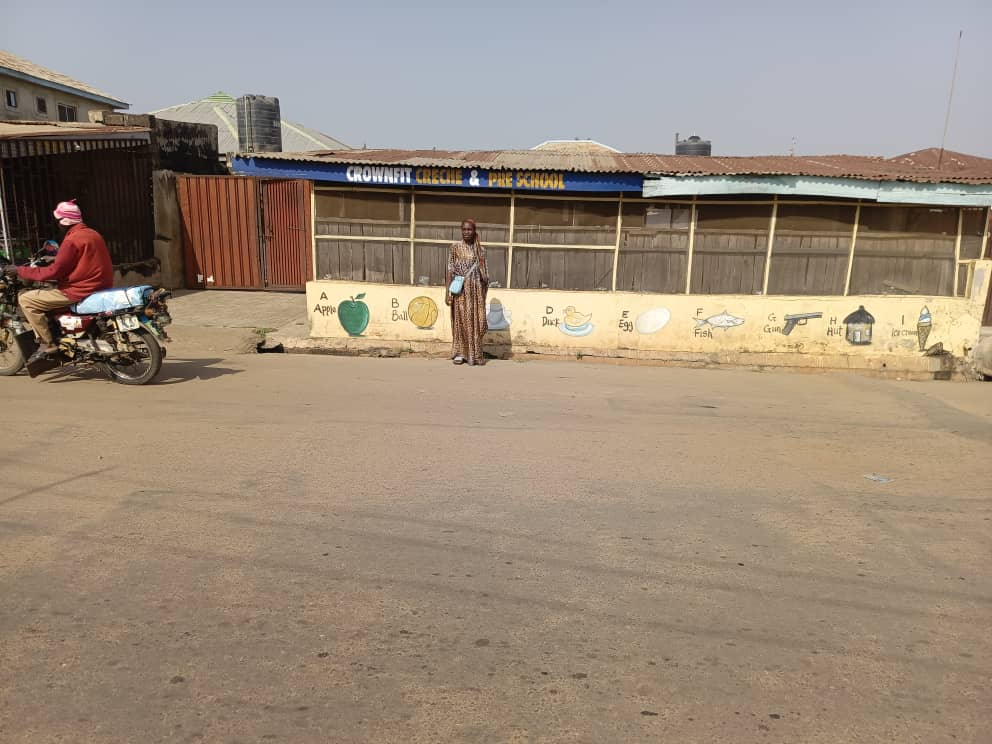 CROWNFIT CRECHE & PRE SCHOOL
A
Apple
B
Ball
D
Duck
E
Egg
F
Fish
G
Gun
H
Hut
I
ice cream